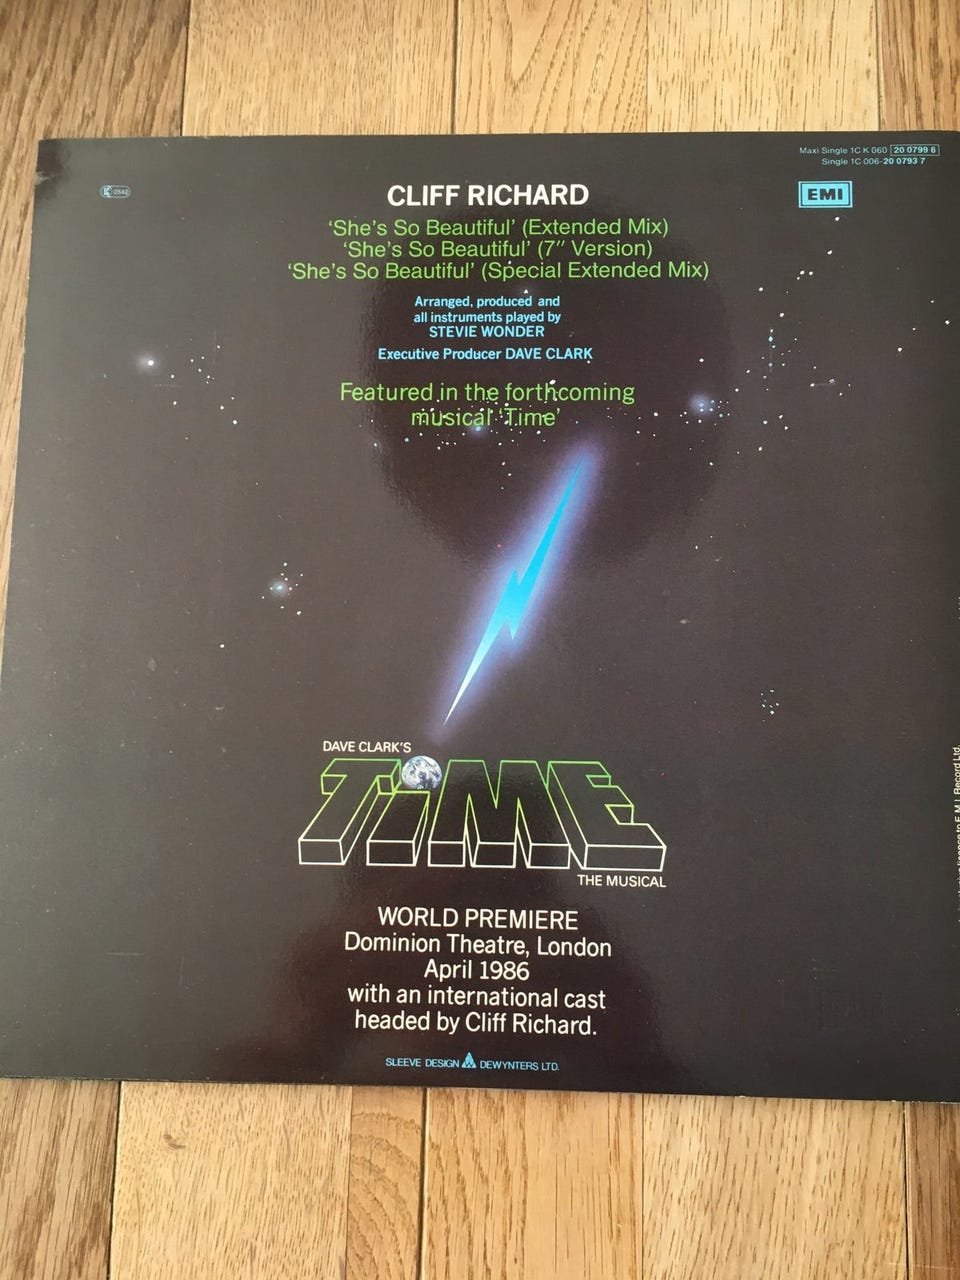 Maxi Single 1C K 060 20 0799 6
Single 1C 006-20 0793 7
EMI
CLIFF RICHARD
‘She’s So Beautiful’ (Extended Mix)
‘She’s So Beautiful’ (7″ Version)
‘She’s So Beautiful’ (Special Extended Mix)
Arranged, produced and
all instruments played by
STEVIE WONDER
Executive Producer DAVE CLARK
Featured in the forthcoming
musical ‘Time’
DAVE CLARK’S
TiME
THE MUSICAL
WORLD PREMIERE
Dominion Theatre, London
April 1986
with an international cast
headed by Cliff Richard.
SLEEVE DESIGN DEWYNTERS LTD.
E.M.I. Record Ltd.